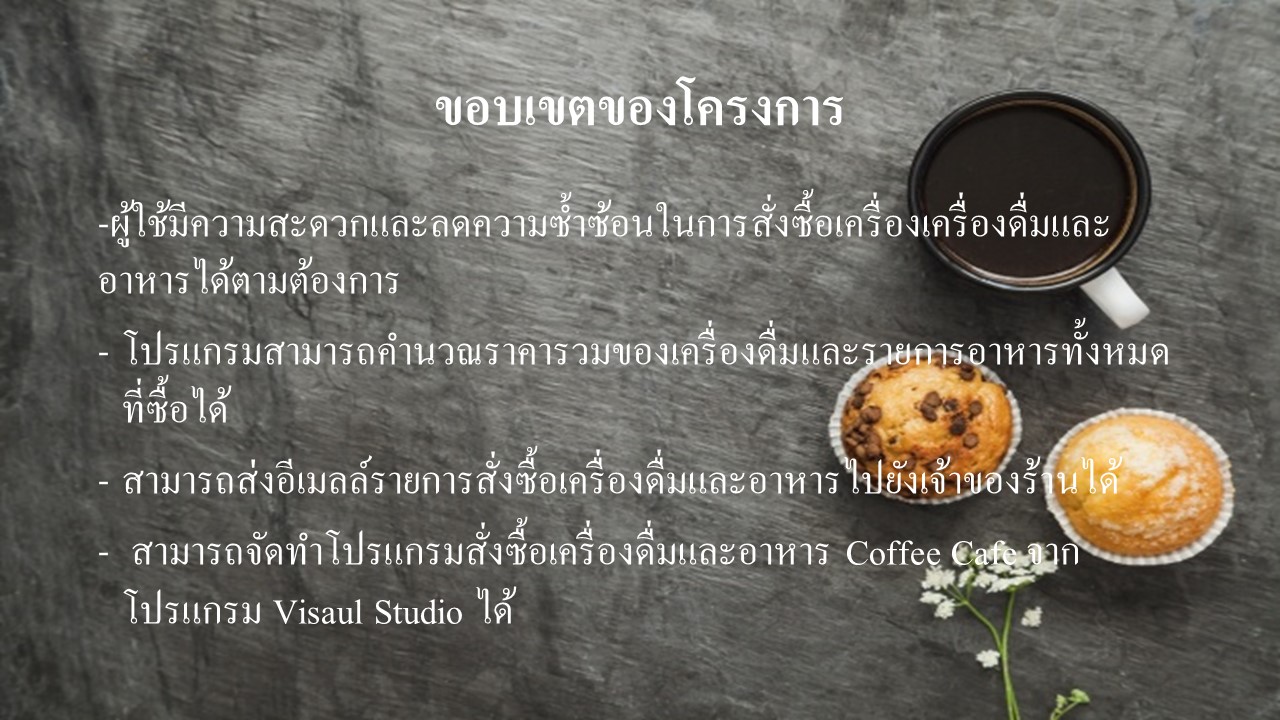 ขอบเขตของโครงการ
-ผู้ใช้มีความสะดวกและลดความซ้ำซ้อนในการสั่งซื้อเครื่องเครื่องดื่มและ
อาหารได้ตามต้องการ
- โปรแกรมสามารถคำนวณราคารวมของเครื่องดื่มและรายการอาหารทั้งหมด
ที่ซื้อได้
- สามารถส่งอีเมลล์รายการสั่งซื้อเครื่องดื่มและอาหารไปยังเจ้าของร้านได้
- สามารถจัดทำโปรแกรมสั่งซื้อเครื่องดื่มและอาหาร Coffee Cafe จาก
โปรแกรม Visaul Studio ได้